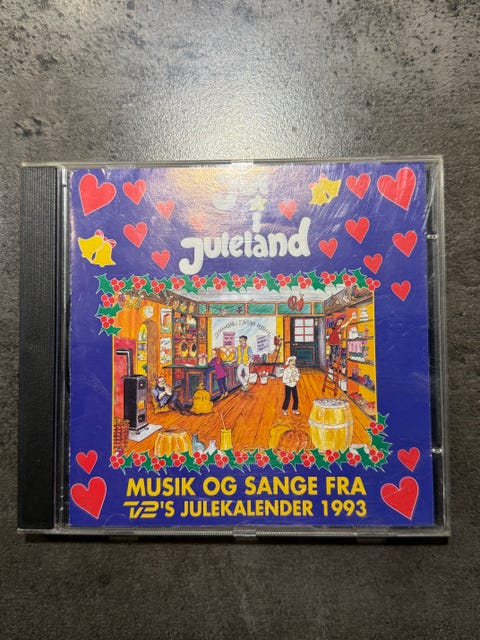 i
Juleland
MUSIK OG SANGE FRA
TV2'S JULEKALENDER 1993